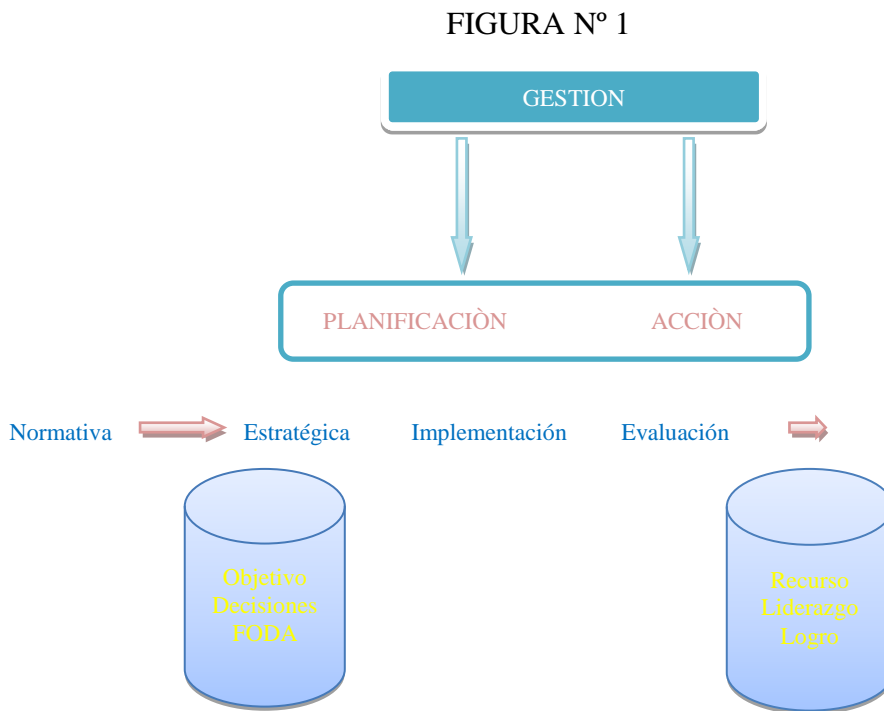 FIGURA Nº 1
GESTION
PLANIFICACIÒN ACCIÒN
Normativa Estratégica Implementación Evaluación
Objetivo
Decisiones
FODA
Recurso
Liderazgo
Logro